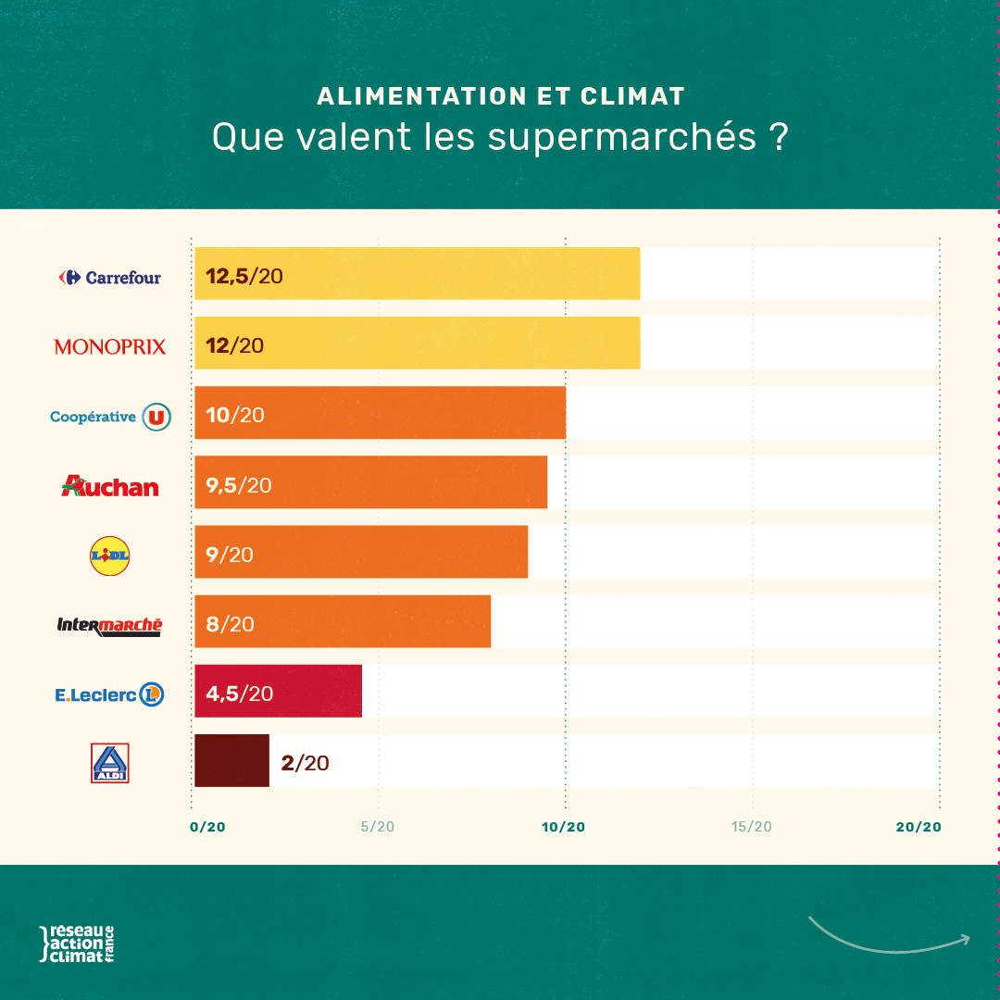 ALIMENTATION ET CLIMAT
Que valent les supermarchés ?
Carrefour
12,5/20
MONOPRIX
12/20
Coopérative U
10/20
Auchan
9,5/20
LIDL
9/20
Intermarché
8/20
E.Leclerc L
4,5/20
ALDI
2/20
0/20 5/20 10/20 15/20 20/20
réseau
action
climat
france